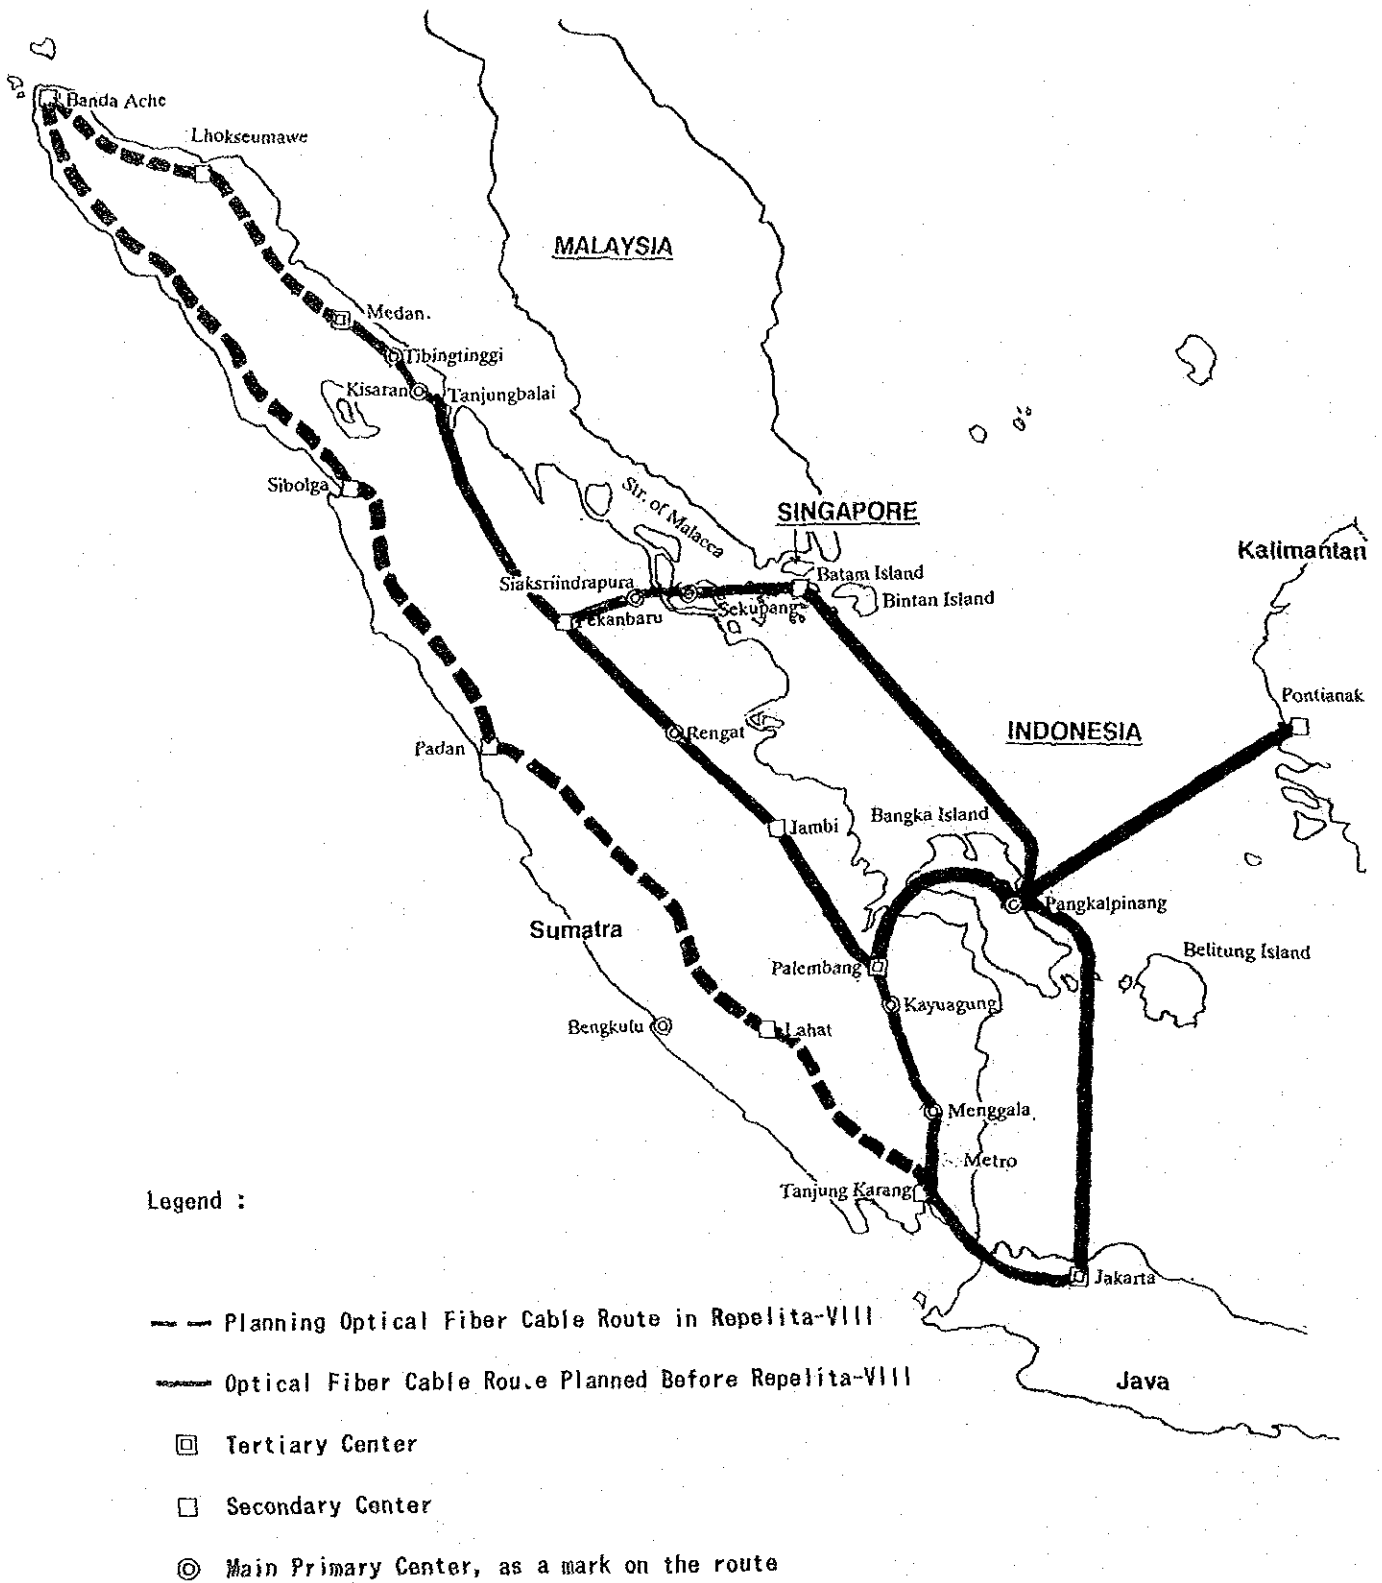 Banda Ache
Lhokseumawe
MALAYSIA
Medan.
Tibingtinggi
Kisaran
Tanjungbalai
Sibolga
Str. of Malacca
SINGAPORE
Kalimantan
Siaksriindrapura
Batam Island
Bintan Island
Sekupang
Pekanbaru
Pontianak
Rengat
INDONESIA
Padan
Jambi
Bangka Island
Pangkalpinang
Sumatra
Belitung Island
Palembang
Kayuagung
Bengkulu
Lahat
Menggala
Metro
Tanjung Karang
Legend :
Jakarta
Planning Optical Fiber Cable Route in Repelita-VIII
Java
Optical Fiber Cable Rou.e Planned Before Repelita-VIII
Tertiary Center
Secondary Center
Main Primary Center, as a mark on the route